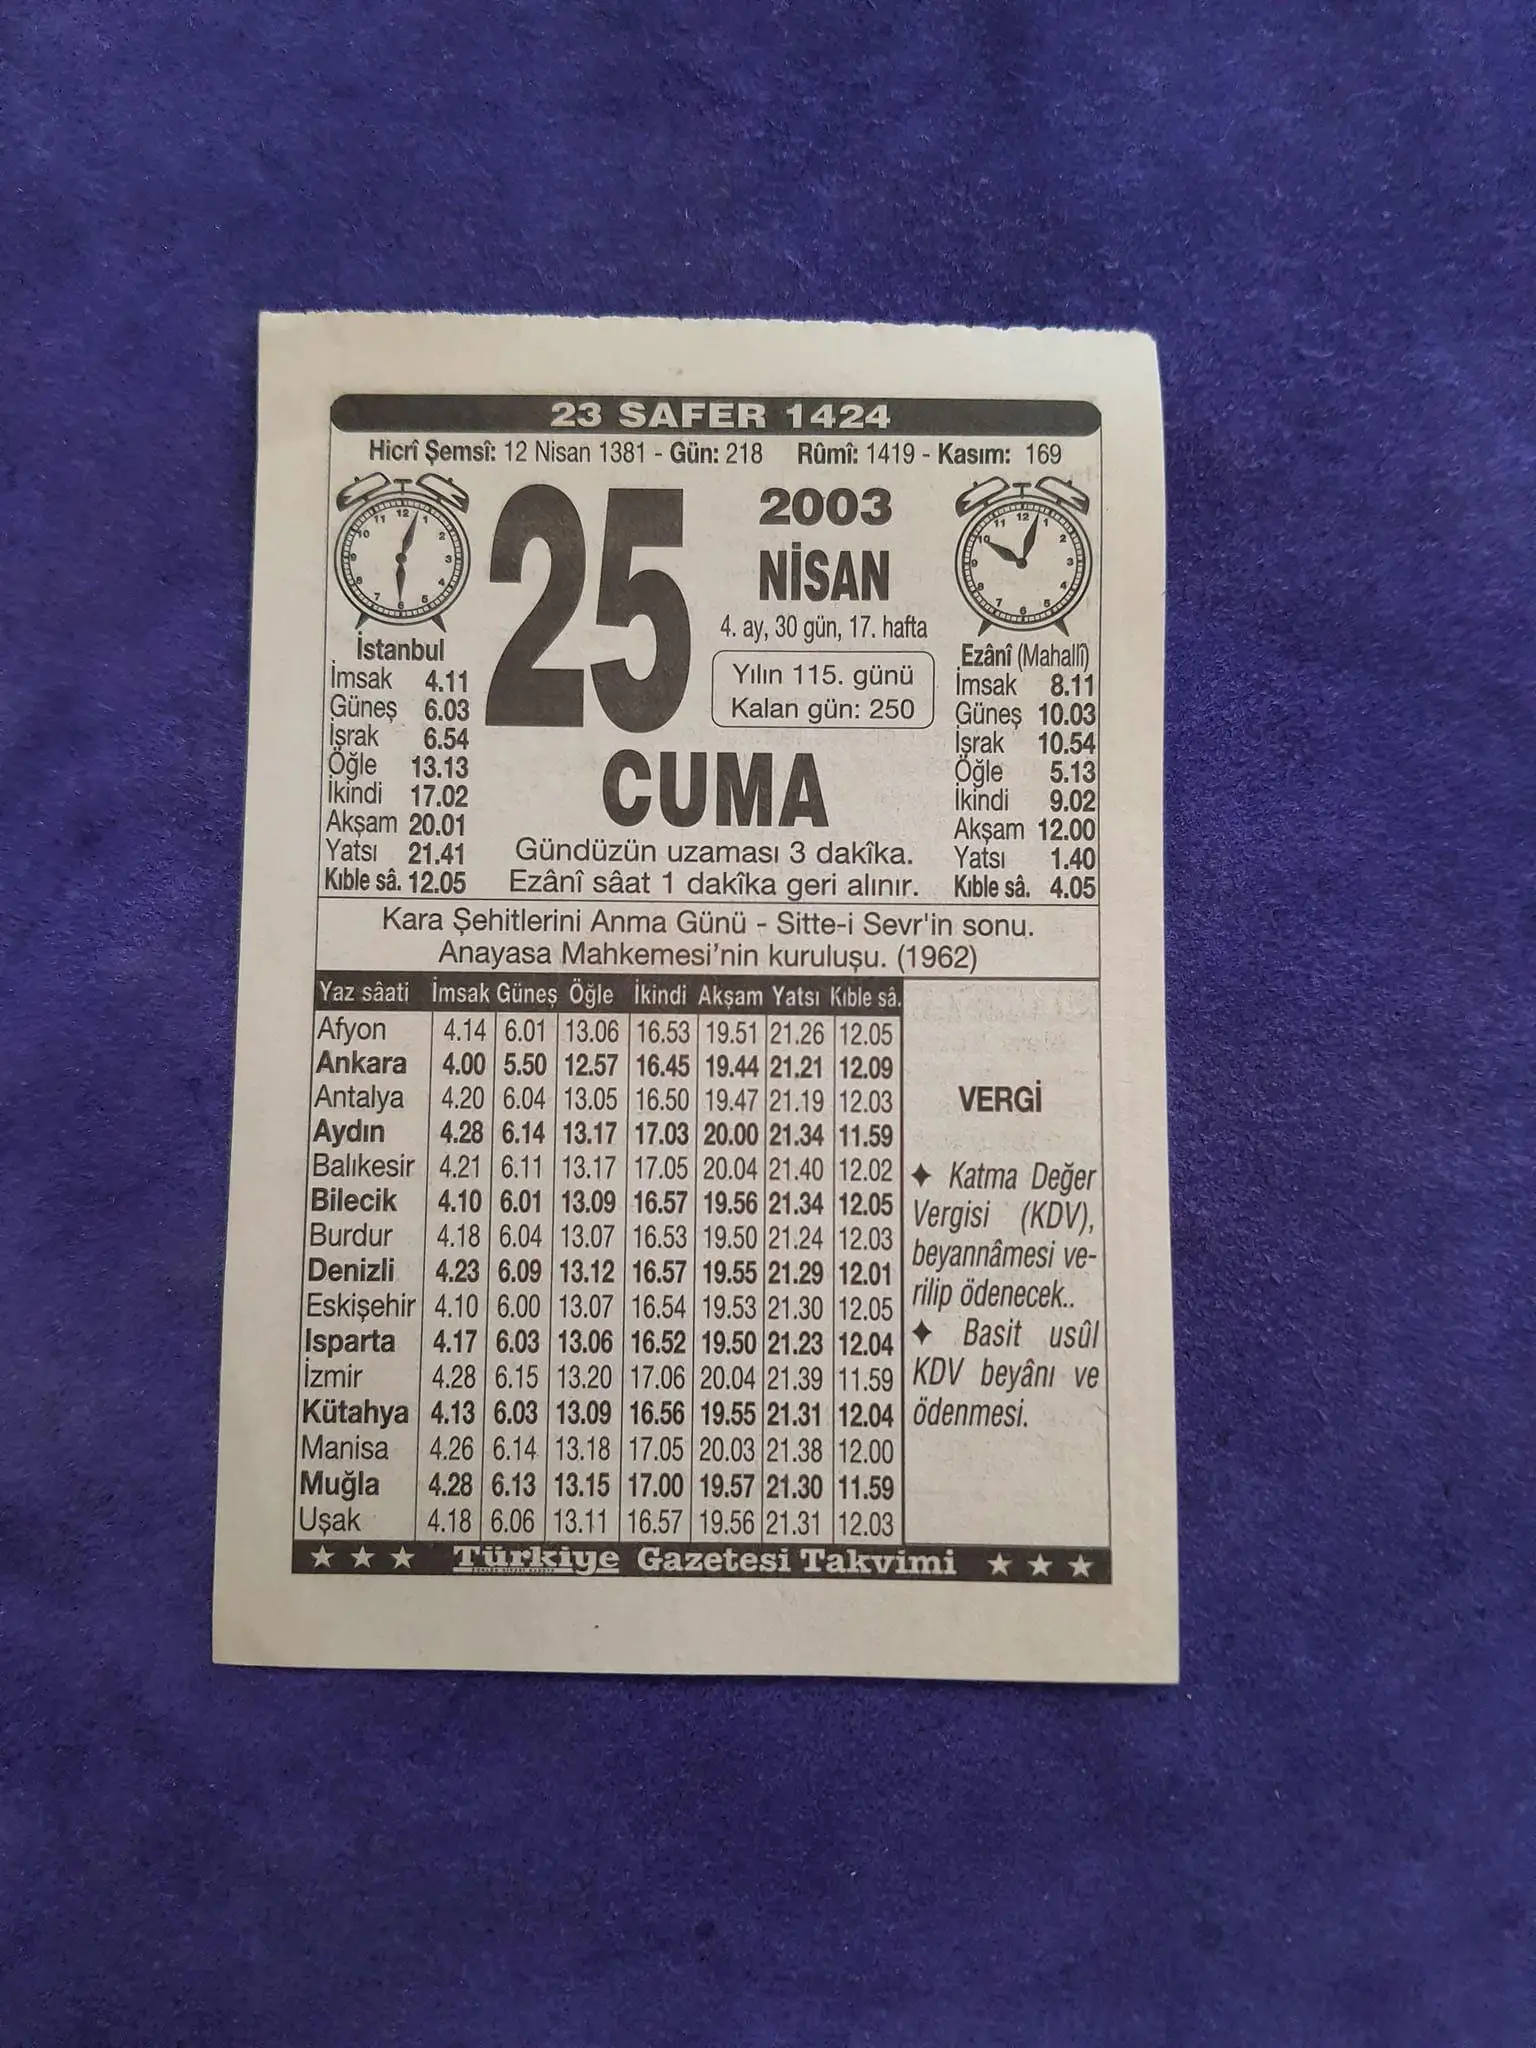 23 SAFER 1424
Hicrî Şemsî: 12 Nisan 1381 - Gün: 218 Rûmî: 1419 - Kasım: 169
25
2003
NİSAN
4. ay, 30 gün, 17. hafta
Yılın 115. günü
Kalan gün: 250
CUMA
Gündüzün uzaması 3 dakîka.
Ezânî sâat 1 dakîka geri alınır.
İstanbul
İmsak 4.11
Güneş 6.03
İşrak 6.54
Öğle 13.13
İkindi 17.02
Akşam 20.01
Yatsı 21.41
Kıble sâ. 12.05
Ezânî (Mahallî)
İmsak 8.11
Güneş 10.03
İşrak 10.54
Öğle 5.13
İkindi 9.02
Akşam 12.00
Yatsı 1.40
Kıble sâ. 4.05
Kara Şehitlerini Anma Günü - Sitte-i Sevr'in sonu.
Anayasa Mahkemesi'nin kuruluşu. (1962)
Yaz sâati İmsak Güneş Öğle İkindi Akşam Yatsı Kıble sâ.
Afyon 4.14 6.01 13.06 16.53 19.51 21.26 12.05
Ankara 4.00 5.50 12.57 16.45 19.44 21.21 12.09
Antalya 4.20 6.04 13.05 16.50 19.47 21.19 12.03
Aydın 4.28 6.14 13.17 17.03 20.00 21.34 11.59
Balıkesir 4.21 6.11 13.17 17.05 20.04 21.40 12.02
Bilecik 4.10 6.01 13.09 16.57 19.56 21.34 12.05
Burdur 4.18 6.04 13.07 16.53 19.50 21.24 12.03
Denizli 4.23 6.09 13.12 16.57 19.55 21.29 12.01
Eskişehir 4.10 6.00 13.07 16.54 19.53 21.30 12.05
Isparta 4.17 6.03 13.06 16.52 19.50 21.23 12.04
İzmir 4.28 6.15 13.20 17.06 20.04 21.39 11.59
Kütahya 4.13 6.03 13.09 16.56 19.55 21.31 12.04
Manisa 4.26 6.14 13.18 17.05 20.03 21.38 12.00
Muğla 4.28 6.13 13.15 17.00 19.57 21.30 11.59
Uşak 4.18 6.06 13.11 16.57 19.56 21.31 12.03
VERGİ
✦ Katma Değer
Vergisi (KDV),
beyannâmesi ve-
rilip ödenecek..
✦ Basit usûl
KDV beyânı ve
ödenmesi.
★ ★ ★ Türkiye Gazetesi Takvimi ★ ★ ★